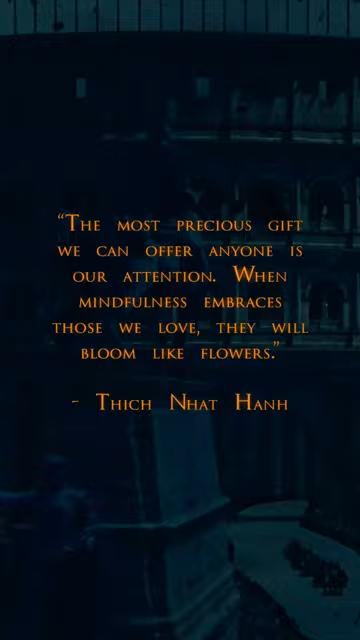 “The most precious gift
we can offer anyone is
our attention. When
mindfulness embraces
those we love, they will
bloom like flowers.”
- Thich Nhat Hanh